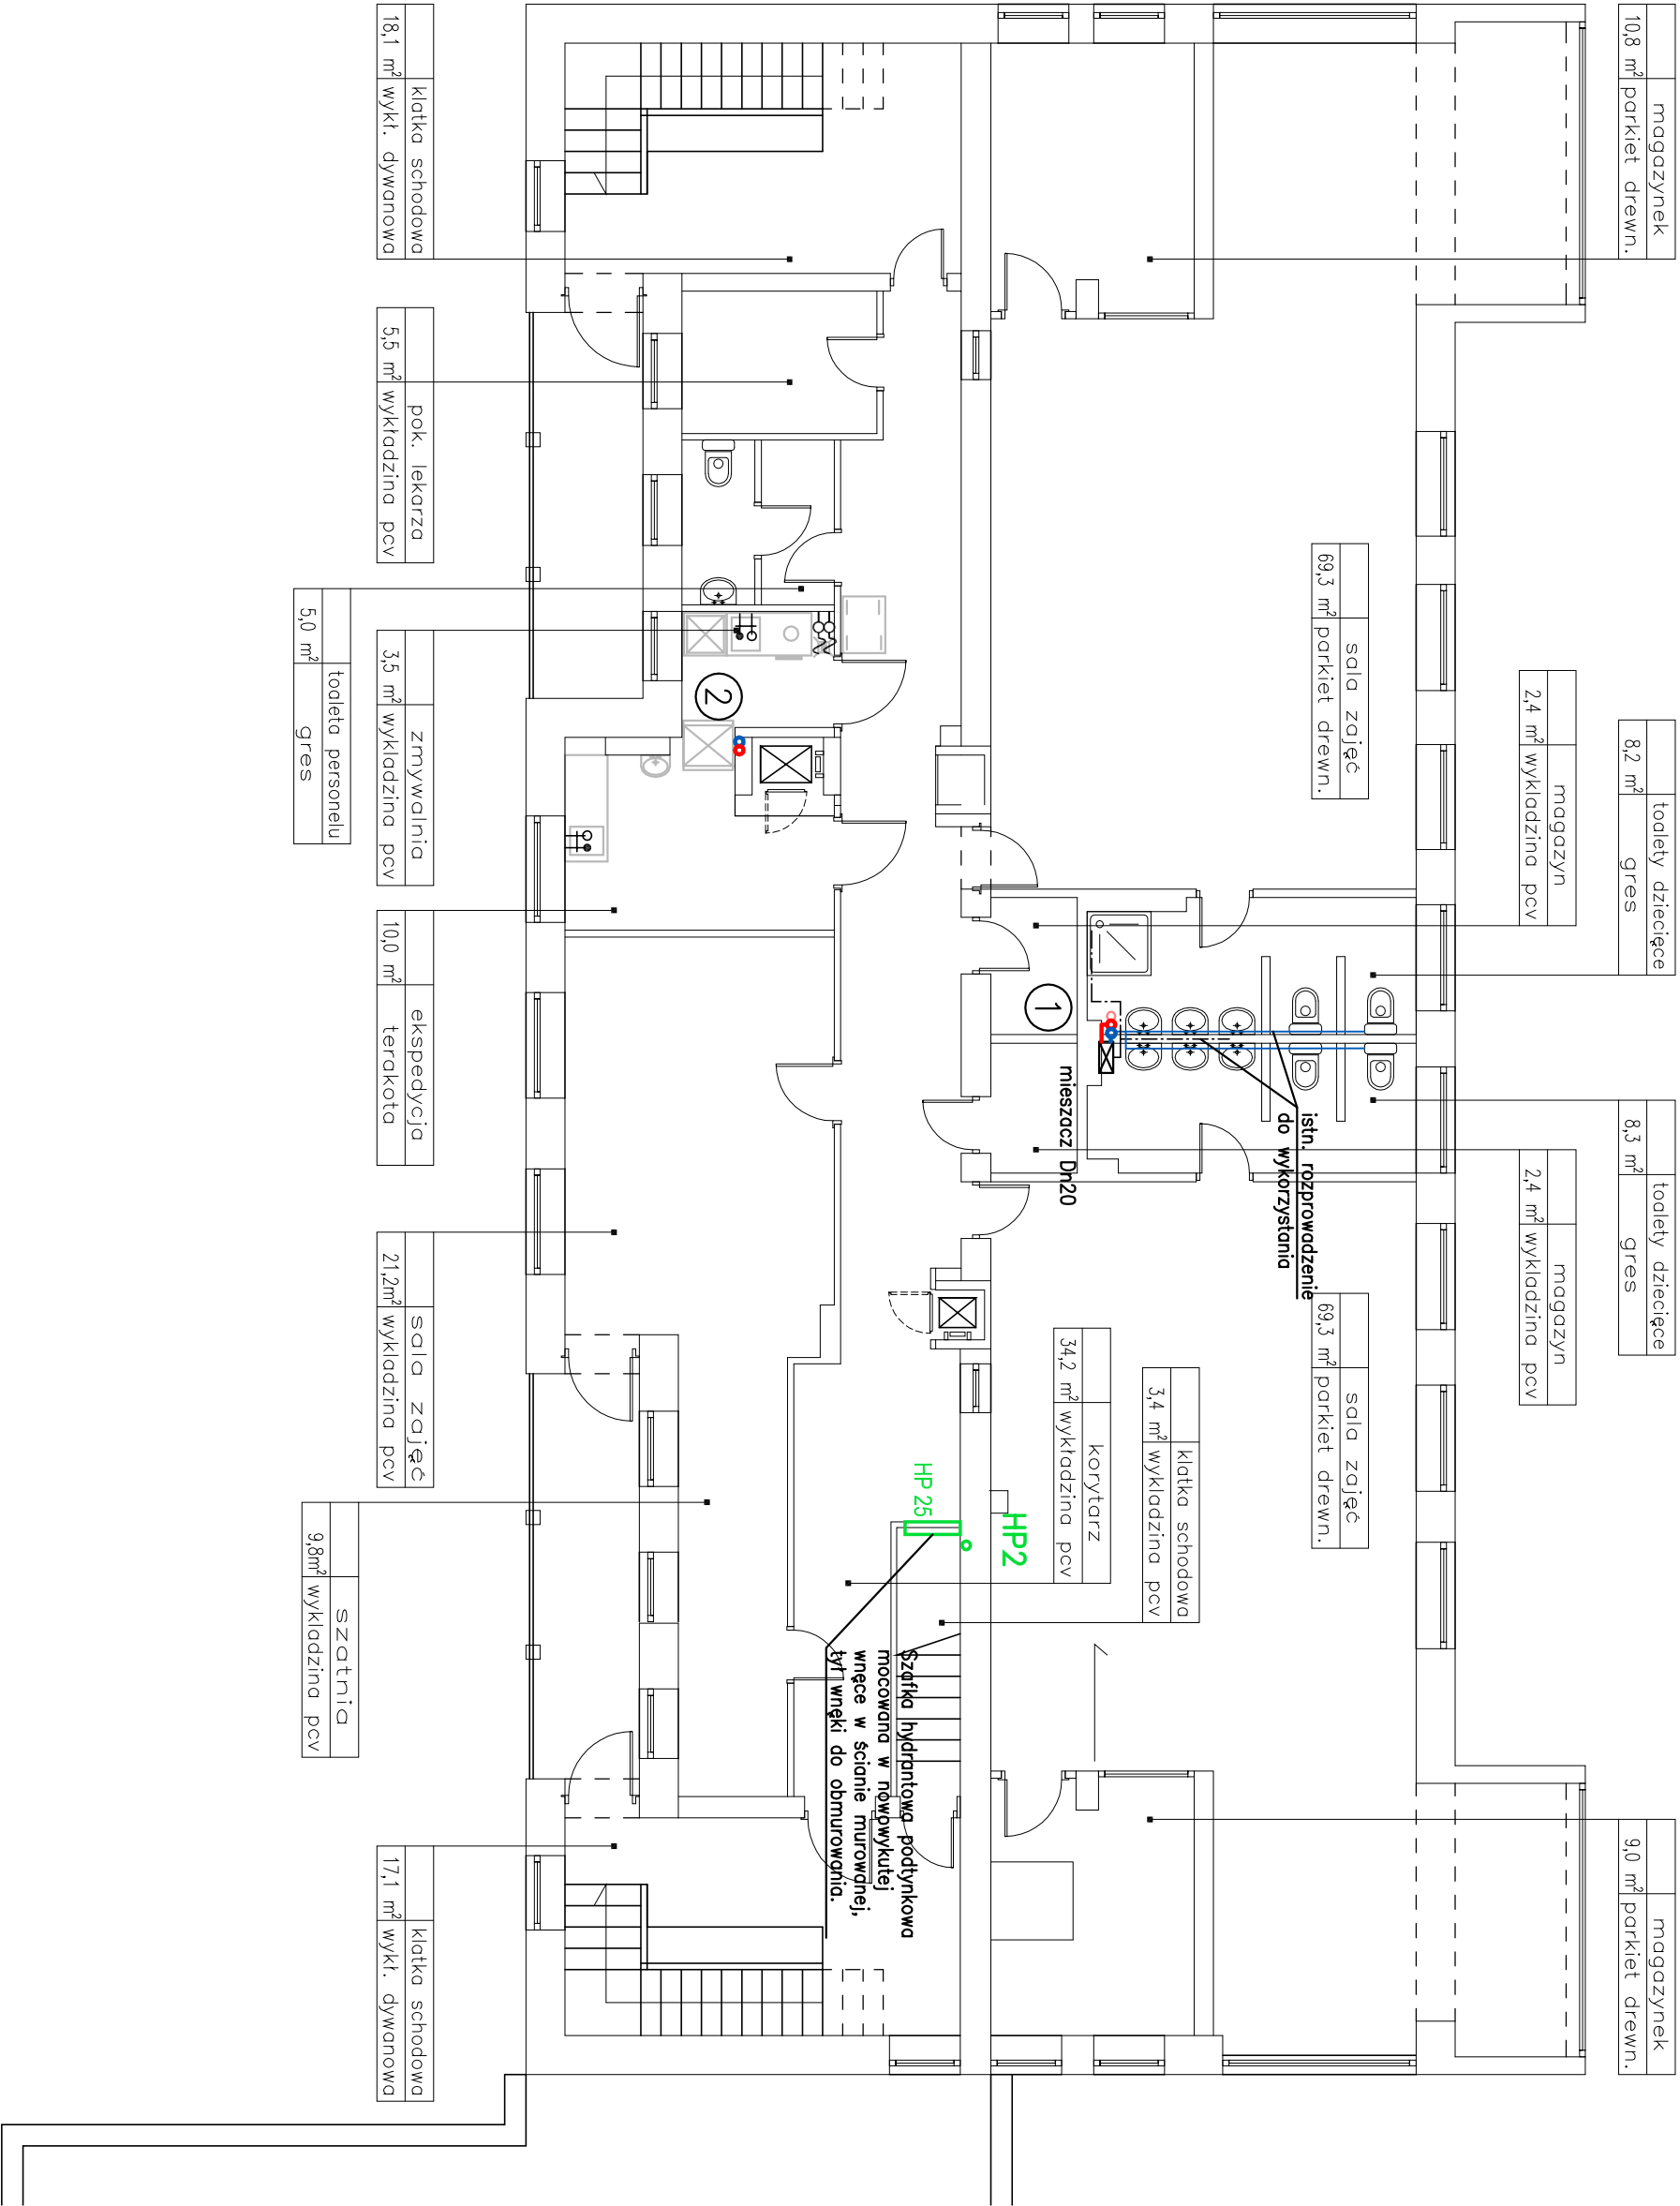 magazynek
10,8 m² parkiet drewn.
toalety dziecięce
8,2 m² gres
toalety dziecięce
8,3 m² gres
magazynek
9,0 m² parkiet drewn.
magazyn
2,4 m² wykladzina pcv
magazyn
2,4 m² wykladzina pcv
sala zajęć
69,3 m² parkiet drewn.
sala zajęć
69,3 m² parkiet drewn.
istn. rozprowadzenie
do wykorzystania
klatka schodowa
3,4 m² wykladzina pcv
korytarz
34,2 m² wykładzina pcv
mieszacz Dn20
1
HP2
HP 25
Szafka hydrantowa podtynkowa
mocowana w nowowykutej
wnęce w ścianie murowanej,
tył wnęki do obmurowania.
2
klatka schodowa
18,1 m² wykł. dywanowa
pok. lekarza
5,5 m² wykładzina pcv
zmywalnia
3,5 m² wykladzina pcv
ekspedycja
10,0 m² terakota
sala zajęć
21,2m² wykladzina pcv
klatka schodowa
17,1 m² wykł. dywanowa
toaleta personelu
5,0 m² gres
szatnia
9,8m² wykladzina pcv